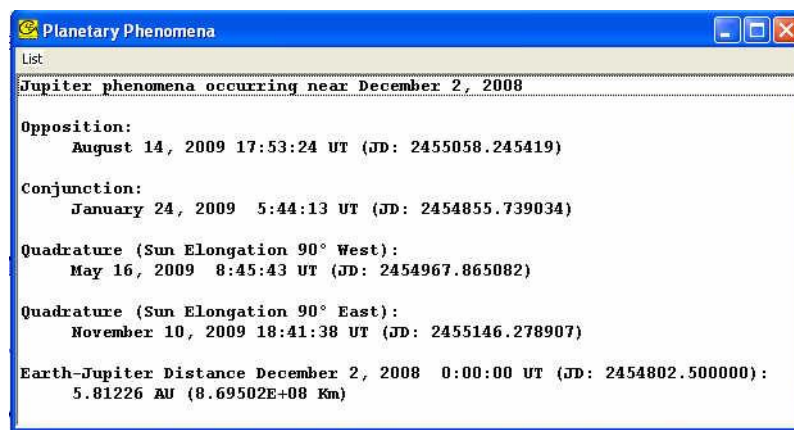 Planetary Phenomena
List
Jupiter phenomena occurring near December 2, 2008
Opposition:
August 14, 2009 17:53:24 UT (JD: 2455058.245419)
Conjunction:
January 24, 2009 5:44:13 UT (JD: 2454855.739034)
Quadrature (Sun Elongation 90° West):
May 16, 2009 8:45:43 UT (JD: 2454967.865082)
Quadrature (Sun Elongation 90° East):
November 10, 2009 18:41:38 UT (JD: 2455146.278907)
Earth-Jupiter Distance December 2, 2008 0:00:00 UT (JD: 2454802.500000):
5.81226 AU (8.69502E+08 Km)